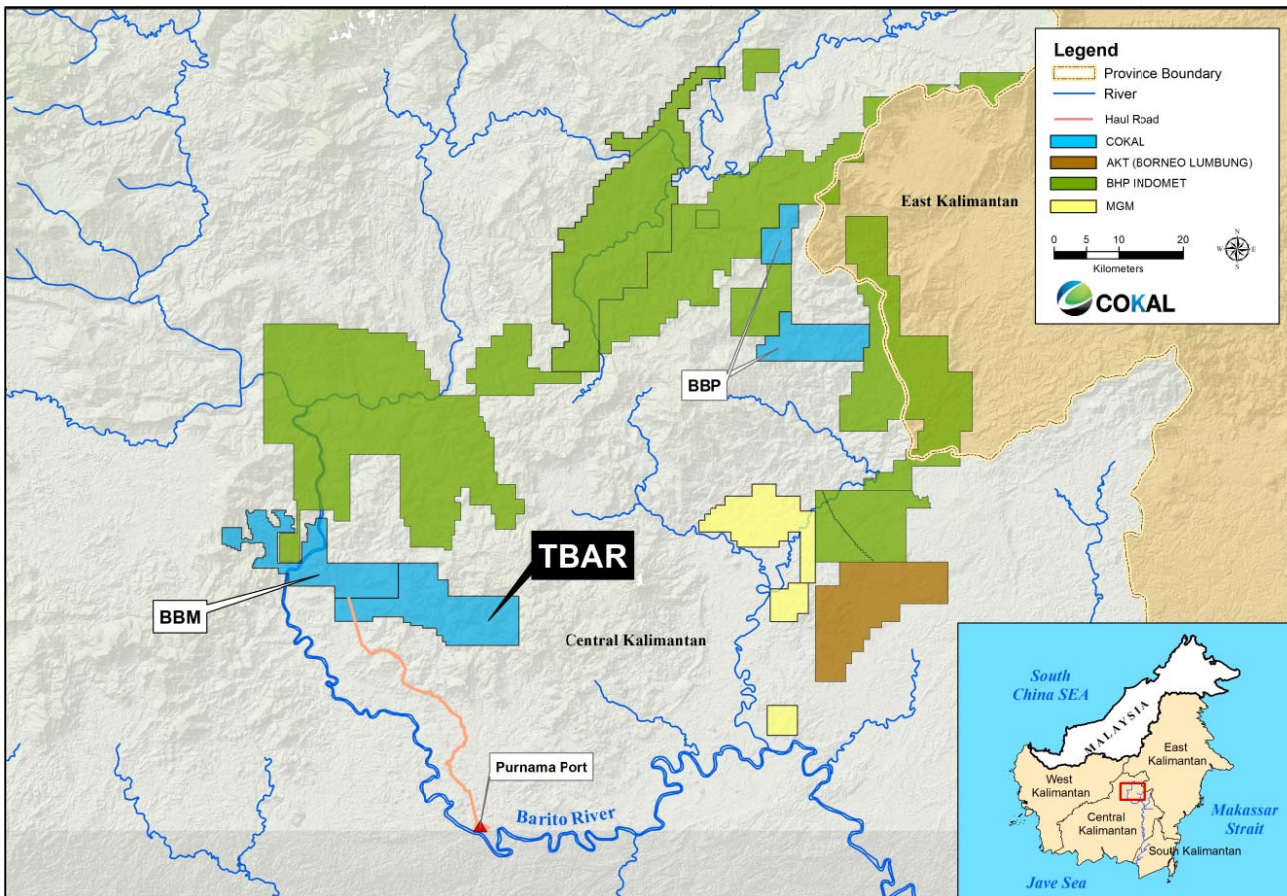 Legend
Province Boundary
River
Haul Road
COKAL
AKT (BORNEO LUMBUNG)
BHP INDOMET
MGM
0 5 10 20
Kilometers
N
W E
S
COKAL
East Kalimantan
BBP
TBAR
BBM
Central Kalimantan
Purnama Port
Barito River
South
China SEA
MALAYSIA
East
Kalimantan
West
Kalimantan
Central
Kalimantan
Makassar
Strait
South Kalimantan
Jave Sea